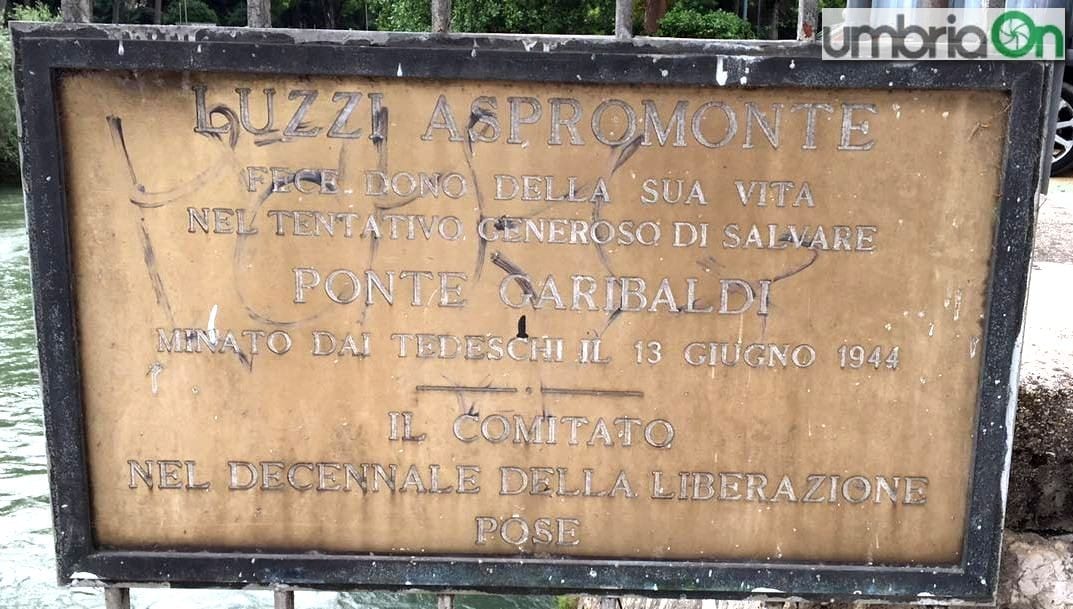 umbriaOn
LUZZI ASPROMONTE
FECE DONO DELLA SUA VITA
NEL TENTATIVO GENEROSO DI SALVARE
PONTE GARIBALDI
MINATO DAI TEDESCHI IL 13 GIUGNO 1944
IL COMITATO
NEL DECENNALE DELLA LIBERAZIONE
POSE